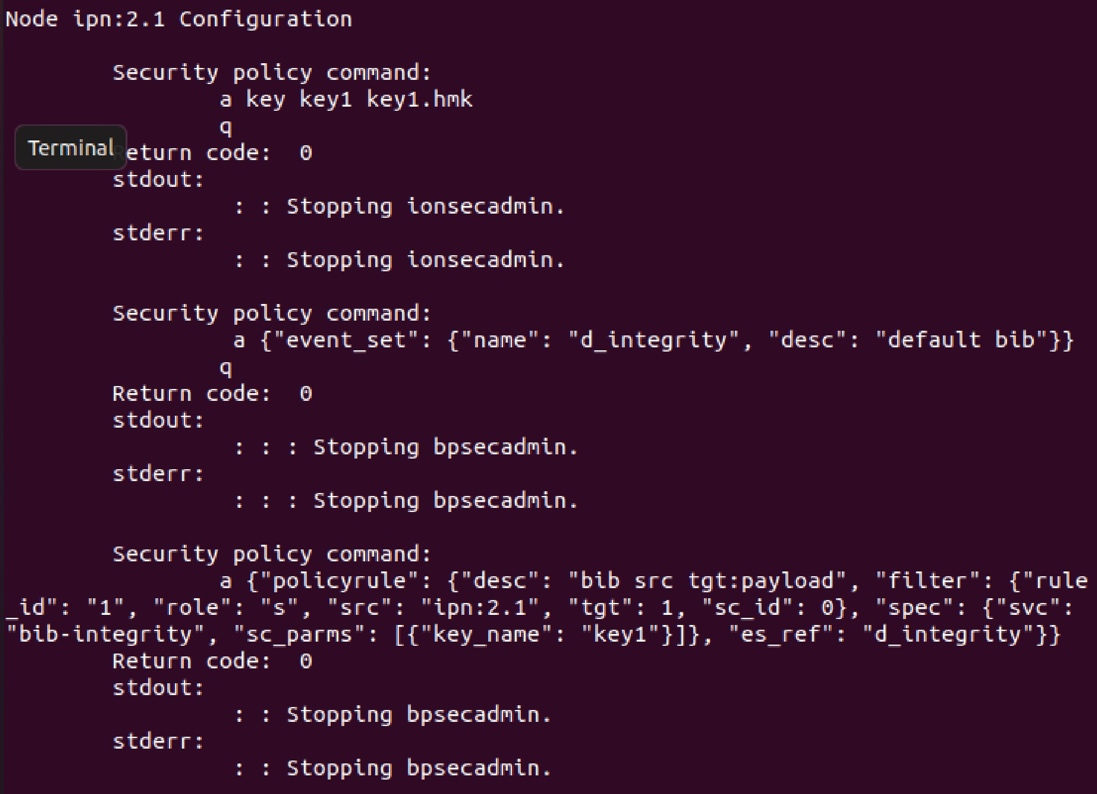 Node ipn:2.1 Configuration
Security policy command:
a key key1 key1.hmk
q
Terminal
eturn code:  0
stdout:
: : Stopping ionsecadmin.
stderr:
: : Stopping ionsecadmin.
Security policy command:
a {"event_set": {"name": "d_integrity", "desc": "default bib"}}
q
Return code:  0
stdout:
: : : Stopping bpsecadmin.
stderr:
: : : Stopping bpsecadmin.
Security policy command:
a {"policyrule": {"desc": "bib src tgt:payload", "filter": {"rule
_id": "1", "role": "s", "src": "ipn:2.1", "tgt": 1, "sc_id": 0}, "spec": {"svc":
"bib-integrity", "sc_parms": [{"key_name": "key1"}]}, "es_ref": "d_integrity"}}
Return code:  0
stdout:
: : Stopping bpsecadmin.
stderr:
: : Stopping bpsecadmin.